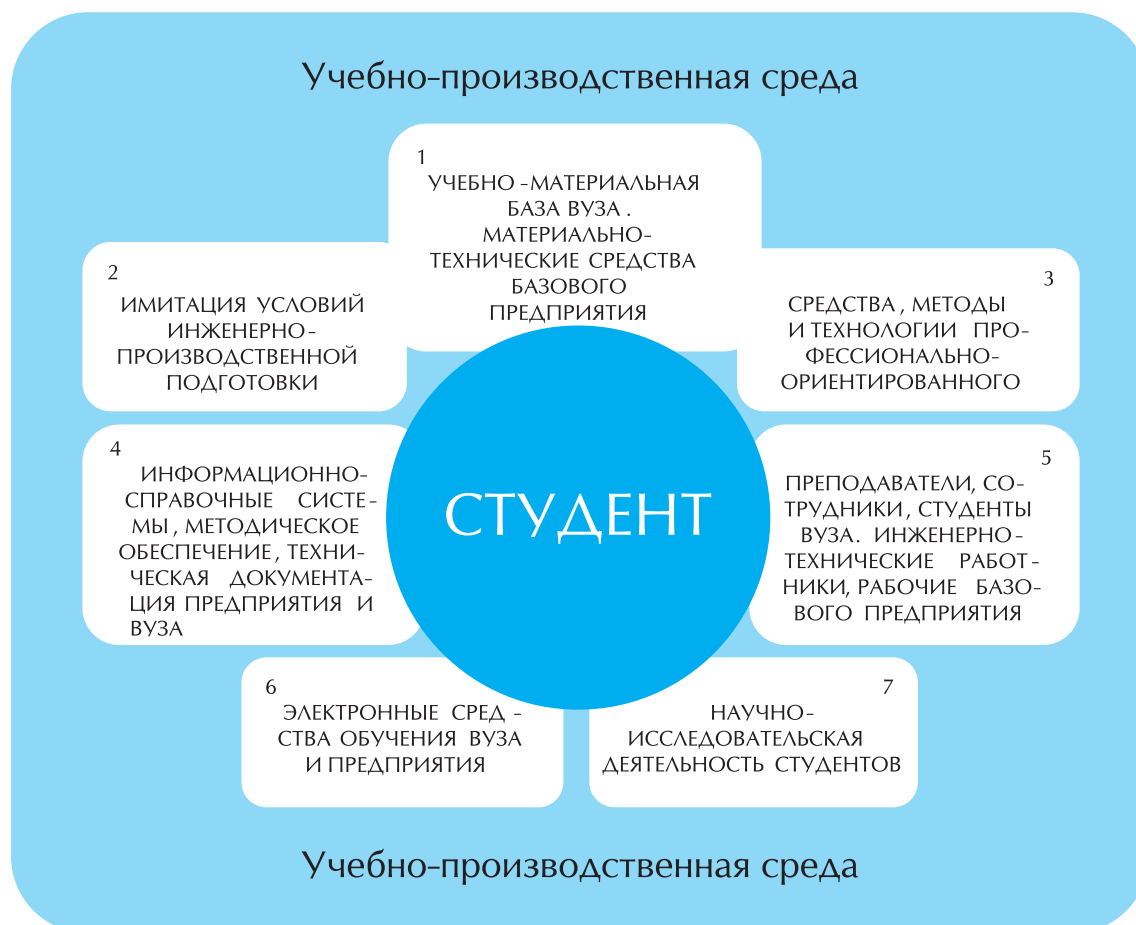 Учебно-производственная среда
1
УЧЕБНО-МАТЕРИАЛЬНАЯ
БАЗА ВУЗА.
МАТЕРИАЛЬНО-
ТЕХНИЧЕСКИЕ СРЕДСТВА
БАЗОВОГО
ПРЕДПРИЯТИЯ
2
ИМИТАЦИЯ УСЛОВИЙ
ИНЖЕНЕРНО-
ПРОИЗВОДСТВЕННОЙ
ПОДГОТОВКИ
3
СРЕДСТВА, МЕТОДЫ
И ТЕХНОЛОГИИ ПРО-
ФЕССИОНАЛЬНО-
ОРИЕНТИРОВАННОГО
4
ИНФОРМАЦИОННО-
СПРАВОЧНЫЕ СИСТЕ-
МЫ, МЕТОДИЧЕСКОЕ
ОБЕСПЕЧЕНИЕ, ТЕХНИ-
ЧЕСКАЯ ДОКУМЕНТА-
ЦИЯ ПРЕДПРИЯТИЯ И
ВУЗА
СТУДЕНТ
5
ПРЕПОДАВАТЕЛИ, СО-
ТРУДНИКИ, СТУДЕНТЫ
ВУЗА. ИНЖЕНЕРНО-
ТЕХНИЧЕСКИЕ РАБОТ-
НИКИ, РАБОЧИЕ БАЗО-
ВОГО ПРЕДПРИЯТИЯ
6
ЭЛЕКТРОННЫЕ СРЕД-
СТВА ОБУЧЕНИЯ ВУЗА
И ПРЕДПРИЯТИЯ
7
НАУЧНО-
ИССЛЕДОВАТЕЛЬСКАЯ
ДЕЯТЕЛЬНОСТЬ СТУДЕНТОВ
Учебно-производственная среда